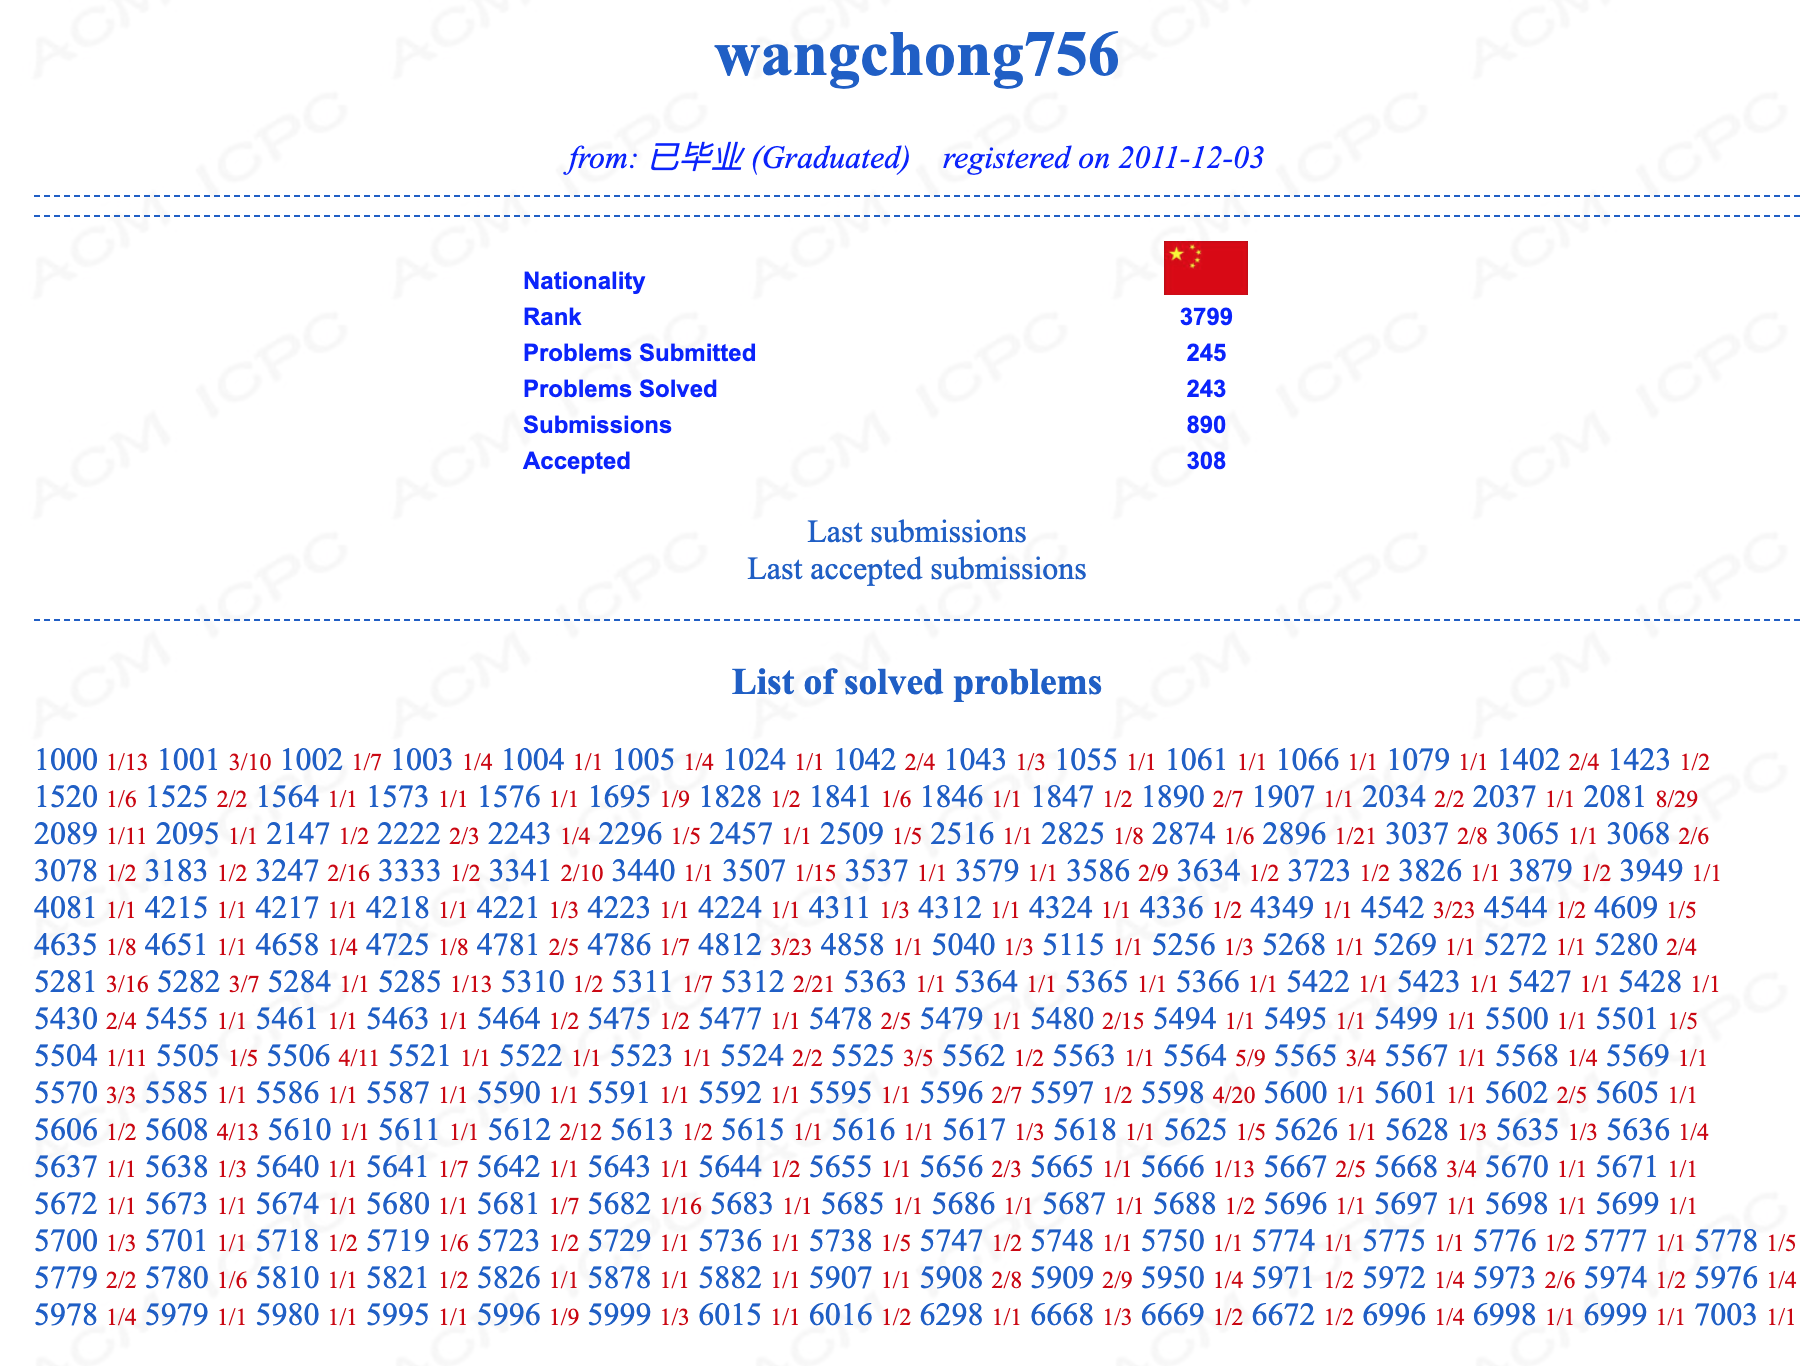 wangchong756
from: 已毕业 (Graduated) registered on 2011-12-03
Nationality
Rank 3799
Problems Submitted 245
Problems Solved 243
Submissions 890
Accepted 308
Last submissions
Last accepted submissions
List of solved problems
1000 1/13 1001 3/10 1002 1/7 1003 1/4 1004 1/1 1005 1/4 1024 1/1 1042 2/4 1043 1/3 1055 1/1 1061 1/1 1066 1/1 1079 1/1 1402 2/4 1423 1/2
1520 1/6 1525 2/2 1564 1/1 1573 1/1 1576 1/1 1695 1/9 1828 1/2 1841 1/6 1846 1/1 1847 1/2 1890 2/7 1907 1/1 2034 2/2 2037 1/1 2081 8/29
2089 1/11 2095 1/1 2147 1/2 2222 2/3 2243 1/4 2296 1/5 2457 1/1 2509 1/5 2516 1/1 2825 1/8 2874 1/6 2896 1/21 3037 2/8 3065 1/1 3068 2/6
3078 1/2 3183 1/2 3247 2/16 3333 1/2 3341 2/10 3440 1/1 3507 1/15 3537 1/1 3579 1/1 3586 2/9 3634 1/2 3723 1/2 3826 1/1 3879 1/2 3949 1/1
4081 1/1 4215 1/1 4217 1/1 4218 1/1 4221 1/3 4223 1/1 4224 1/1 4311 1/3 4312 1/1 4324 1/1 4336 1/2 4349 1/1 4542 3/23 4544 1/2 4609 1/5
4635 1/8 4651 1/1 4658 1/4 4725 1/8 4781 2/5 4786 1/7 4812 3/23 4858 1/1 5040 1/3 5115 1/1 5256 1/3 5268 1/1 5269 1/1 5272 1/1 5280 2/4
5281 3/16 5282 3/7 5284 1/1 5285 1/13 5310 1/2 5311 1/7 5312 2/21 5363 1/1 5364 1/1 5365 1/1 5366 1/1 5422 1/1 5423 1/1 5427 1/1 5428 1/1
5430 2/4 5455 1/1 5461 1/1 5463 1/1 5464 1/2 5475 1/2 5477 1/1 5478 2/5 5479 1/1 5480 2/15 5494 1/1 5495 1/1 5499 1/1 5500 1/1 5501 1/5
5504 1/11 5505 1/5 5506 4/11 5521 1/1 5522 1/1 5523 1/1 5524 2/2 5525 3/5 5562 1/2 5563 1/1 5564 5/9 5565 3/4 5567 1/1 5568 1/4 5569 1/1
5570 3/3 5585 1/1 5586 1/1 5587 1/1 5590 1/1 5591 1/1 5592 1/1 5595 1/1 5596 2/7 5597 1/2 5598 4/20 5600 1/1 5601 1/1 5602 2/5 5605 1/1
5606 1/2 5608 4/13 5610 1/1 5611 1/1 5612 2/12 5613 1/2 5615 1/1 5616 1/1 5617 1/3 5618 1/1 5625 1/5 5626 1/1 5628 1/3 5635 1/3 5636 1/4
5637 1/1 5638 1/3 5640 1/1 5641 1/7 5642 1/1 5643 1/1 5644 1/2 5655 1/1 5656 2/3 5665 1/1 5666 1/13 5667 2/5 5668 3/4 5670 1/1 5671 1/1
5672 1/1 5673 1/1 5674 1/1 5680 1/1 5681 1/7 5682 1/16 5683 1/1 5685 1/1 5686 1/1 5687 1/1 5688 1/2 5696 1/1 5697 1/1 5698 1/1 5699 1/1
5700 1/3 5701 1/1 5718 1/2 5719 1/6 5723 1/2 5729 1/1 5736 1/1 5738 1/5 5747 1/2 5748 1/1 5750 1/1 5774 1/1 5775 1/1 5776 1/2 5777 1/1 5778 1/5
5779 2/2 5780 1/6 5810 1/1 5821 1/2 5826 1/1 5878 1/1 5882 1/1 5907 1/1 5908 2/8 5909 2/9 5950 1/4 5971 1/2 5972 1/4 5973 2/6 5974 1/2 5976 1/4
5978 1/4 5979 1/1 5980 1/1 5995 1/1 5996 1/9 5999 1/3 6015 1/1 6016 1/2 6298 1/1 6668 1/3 6669 1/2 6672 1/2 6996 1/4 6998 1/1 6999 1/1 7003 1/1